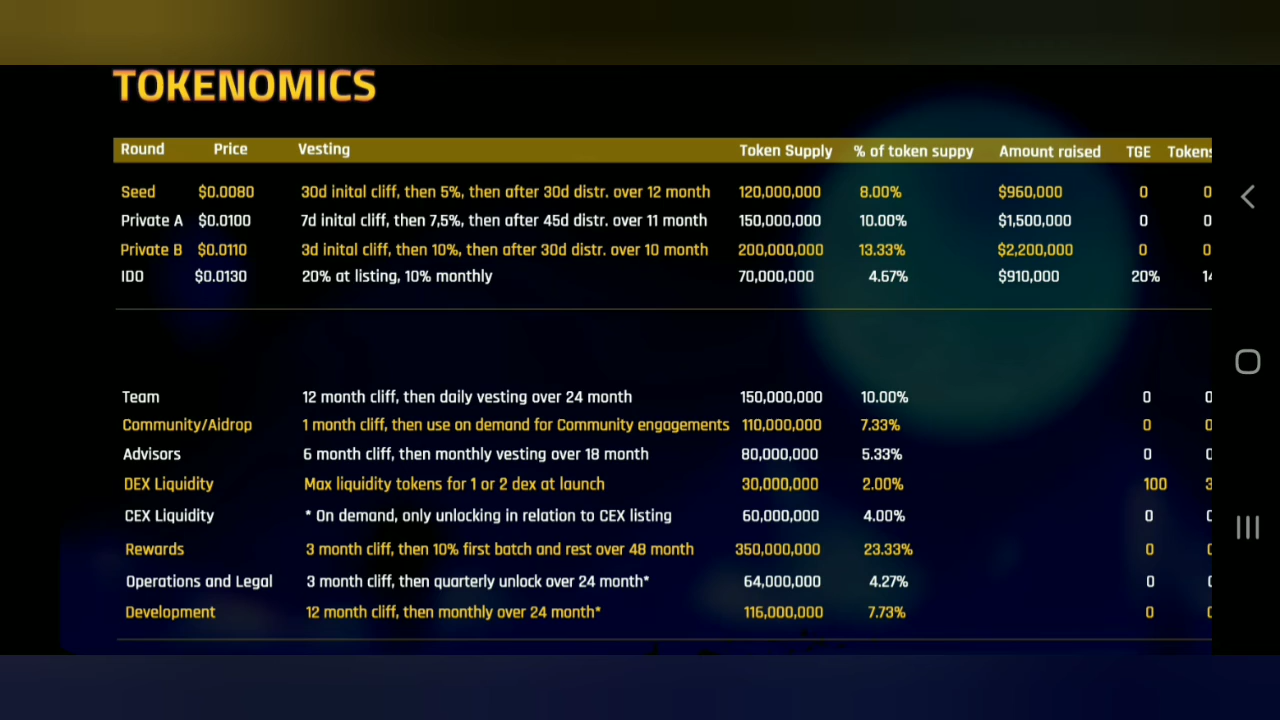 TOKENOMICS
Round Price Vesting Token Supply % of token suppy Amount raised TGE Tokens
Seed $0.0080 30d inital cliff, then 5%, then after 30d distr. over 12 month 120,000,000 8.00% $960,000 0 0
Private A $0.0100 7d inital cliff, then 7,5%, then after 45d distr. over 11 month 150,000,000 10.00% $1,500,000 0 0
Private B $0.0110 3d inital cliff, then 10%, then after 30d distr. over 10 month 200,000,000 13.33% $2,200,000 0 0
IDO $0.0130 20% at listing, 10% monthly 70,000,000 4.67% $910,000 20% 14
Team 12 month cliff, then daily vesting over 24 month 150,000,000 10.00% 0 0
Community/Aidrop 1 month cliff, then use on demand for Community engagements 110,000,000 7.33% 0 0
Advisors 6 month cliff, then monthly vesting over 18 month 80,000,000 5.33% 0 0
DEX Liquidity Max liquidity tokens for 1 or 2 dex at launch 30,000,000 2.00% 100 3
CEX Liquidity * On demand, only unlocking in relation to CEX listing 60,000,000 4.00% 0
Rewards 3 month cliff, then 10% first batch and rest over 48 month 350,000,000 23.33% 0
Operations and Legal 3 month cliff, then quarterly unlock over 24 month* 64,000,000 4.27% 0
Development 12 month cliff, then monthly over 24 month* 116,000,000 7.73% 0